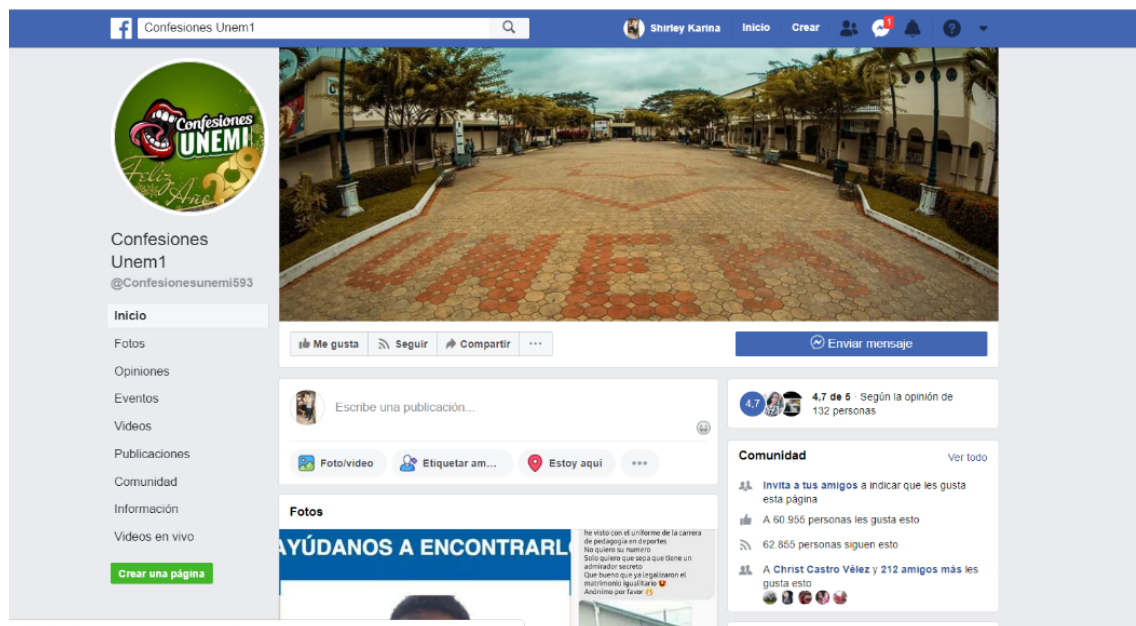 Confesiones Unem1
Shirley Karina
Inicio
Crear
1
Confesiones
UNEMI
Feliz
Año
Confesiones
Unem1
@Confesionesunemi593
Inicio
Fotos
Opiniones
Eventos
Videos
Publicaciones
Comunidad
Información
Videos en vivo
Crear una página
UNEMI
Me gusta
Seguir
Compartir
Enviar mensaje
Escribe una publicación...
Foto/video
Etiquetar am...
Estoy aquí
Fotos
AYÚDANOS A ENCONTRARL
he visto con el uniforme de la carrera
de pedagogía en deportes
No quiero su numero
Solo quiero que sepa que tiene un
admirador secreto
Que bueno que ya legalizaron el
matrimonio igualitario
Anónimo por favor
4,7
4,7 de 5 · Según la opinión de
132 personas
Comunidad
Ver todo
Invita a tus amigos a indicar que les gusta
esta página
A 60.955 personas les gusta esto
62.855 personas siguen esto
A Christ Castro Vélez y 212 amigos más les
gusta esto